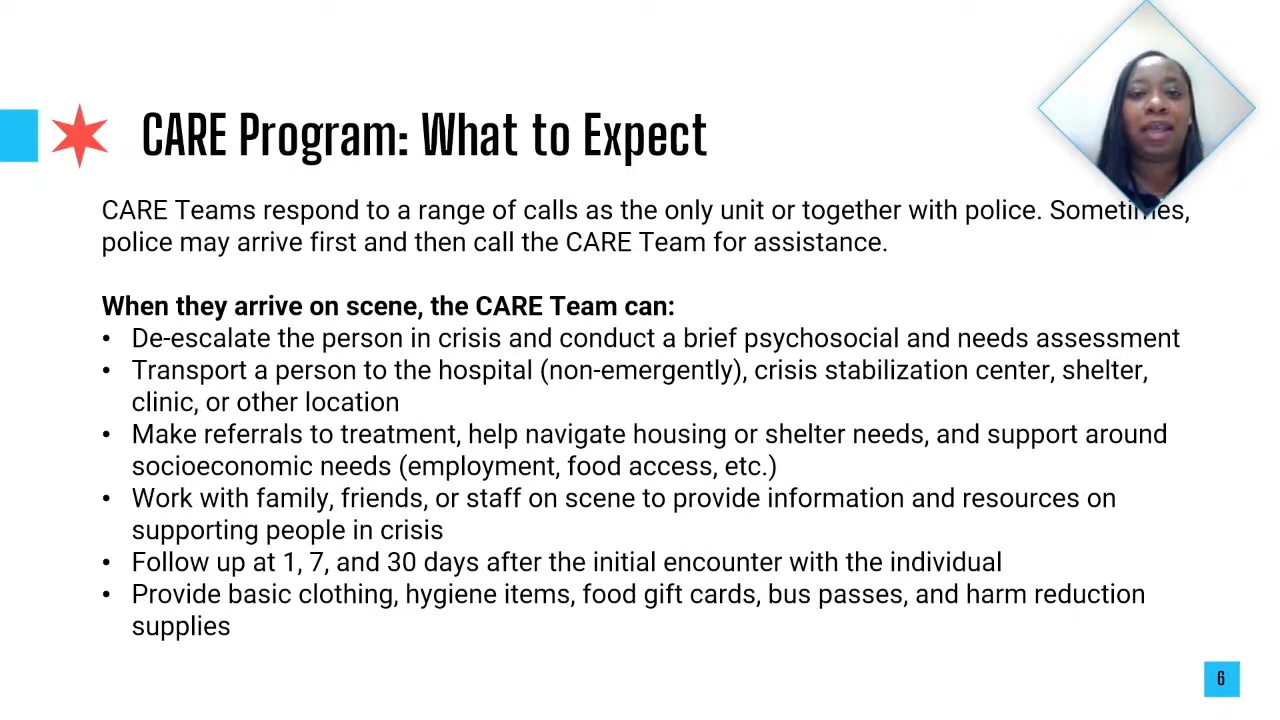 CARE Program: What to Expect
CARE Teams respond to a range of calls as the only unit or together with police. Sometimes,
police may arrive first and then call the CARE Team for assistance.
When they arrive on scene, the CARE Team can:
• De-escalate the person in crisis and conduct a brief psychosocial and needs assessment
• Transport a person to the hospital (non-emergently), crisis stabilization center, shelter,
clinic, or other location
• Make referrals to treatment, help navigate housing or shelter needs, and support around
socioeconomic needs (employment, food access, etc.)
• Work with family, friends, or staff on scene to provide information and resources on
supporting people in crisis
• Follow up at 1, 7, and 30 days after the initial encounter with the individual
• Provide basic clothing, hygiene items, food gift cards, bus passes, and harm reduction
supplies
6